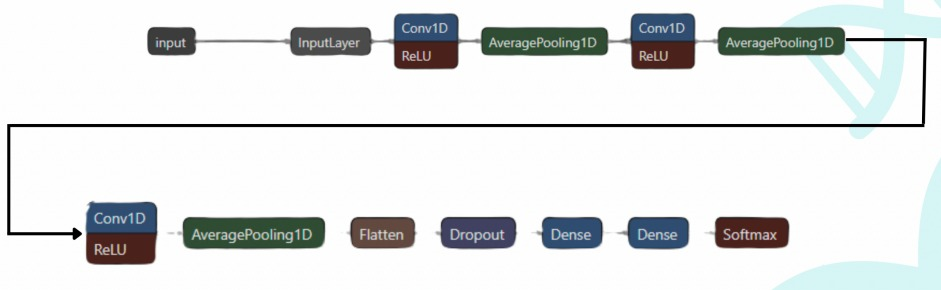 input
InputLayer
Conv1D
ReLU
AveragePooling1D
Conv1D
ReLU
AveragePooling1D
Conv1D
ReLU
AveragePooling1D
Flatten
Dropout
Dense
Dense
Softmax